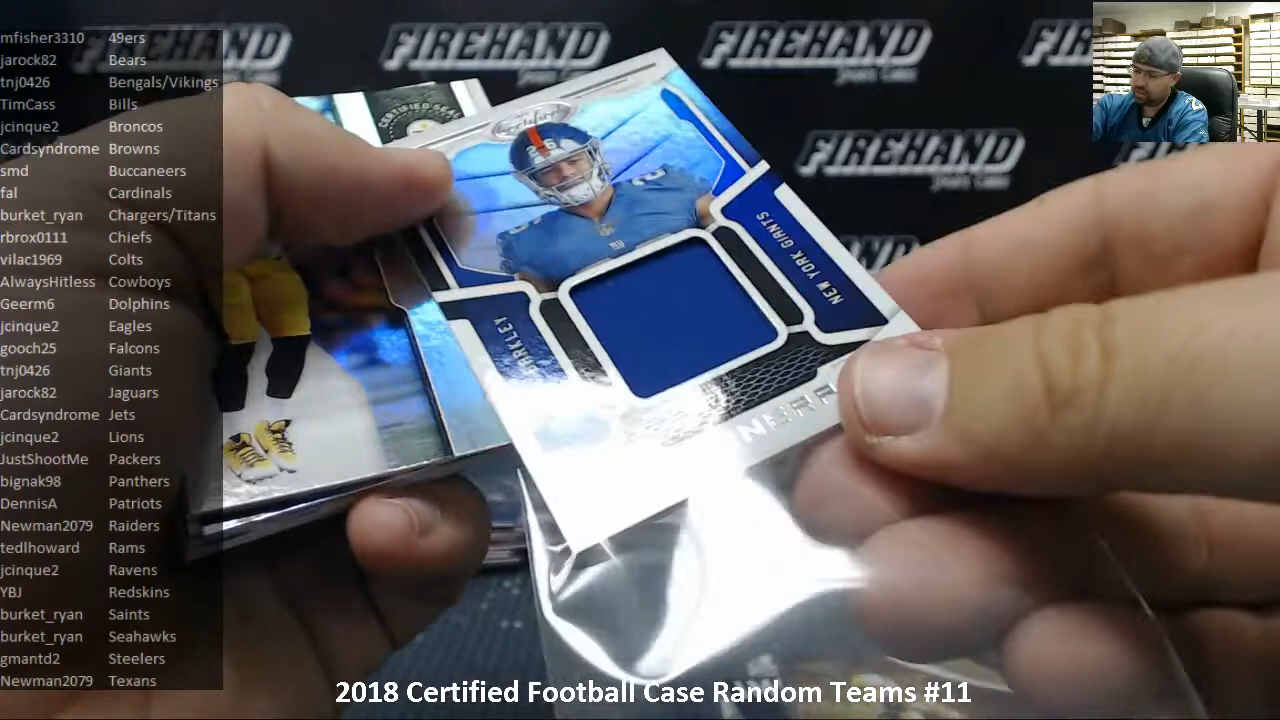 mfisher3310 49ers
jarock82 Bears
tnj0426 Bengals/Vikings
TimCass Bills
jcinque2 Broncos
Cardsyndrome Browns
smd Buccaneers
fal Cardinals
burket_ryan Chargers/Titans
rbrox0111 Chiefs
vilac1969 Colts
AlwaysHitless Cowboys
Geerm6 Dolphins
jcinque2 Eagles
gooch25 Falcons
tnj0426 Giants
jarock82 Jaguars
Cardsyndrome Jets
jcinque2 Lions
JustShootMe Packers
bignak98 Panthers
DennisA Patriots
Newman2079 Raiders
tedlhoward Rams
jcinque2 Ravens
YBJ Redskins
burket_ryan Saints
burket_ryan Seahawks
gmantd2 Steelers
Newman2079 Texans
FIREHAND
FIREHAND
FIREHAND
CERTIFIED
Certified
NEW YORK GIANTS
2018 Certified Football Case Random Teams #11